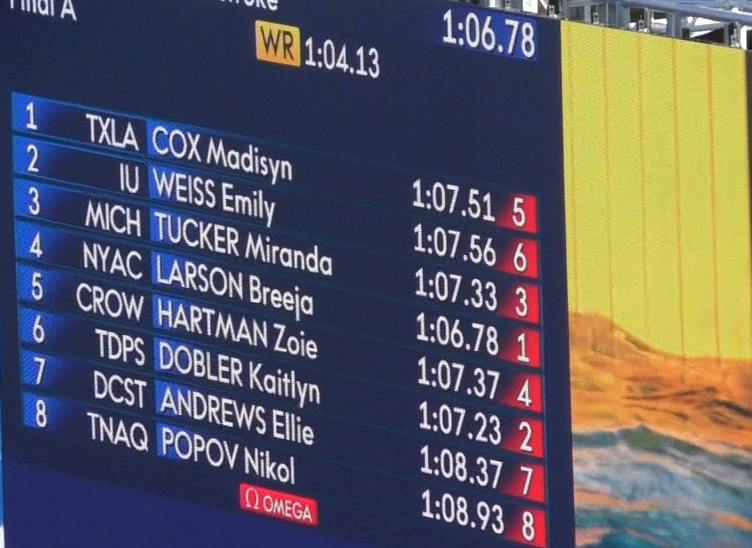 Final A
1:06.78
WR 1:04.13
1 TXLA COX Madisyn 1:07.51 5
2 IU WEISS Emily 1:07.56 6
3 MICH TUCKER Miranda 1:07.33 3
4 NYAC LARSON Breeja 1:06.78 1
5 CROW HARTMAN Zoie 1:07.37 4
6 TDPS DOBLER Kaitlyn 1:07.23 2
7 DCST ANDREWS Ellie 1:08.37 7
8 TNAQ POPOV Nikol 1:08.93 8
Ω OMEGA